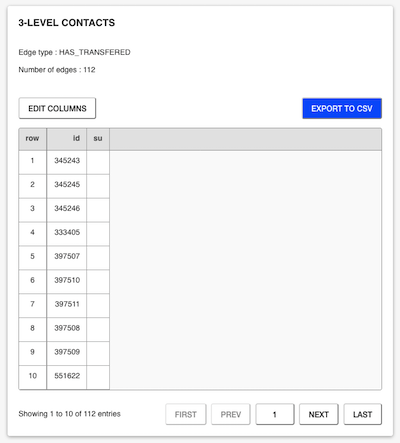 3-LEVEL CONTACTS
Edge type : HAS_TRANSFERED
Number of edges : 112
EDIT COLUMNS EXPORT TO CSV
row id su
1 345243
2 345245
3 345246
4 333405
5 397507
6 397510
7 397511
8 397508
9 397509
10 551622
Showing 1 to 10 of 112 entries FIRST PREV 1 NEXT LAST